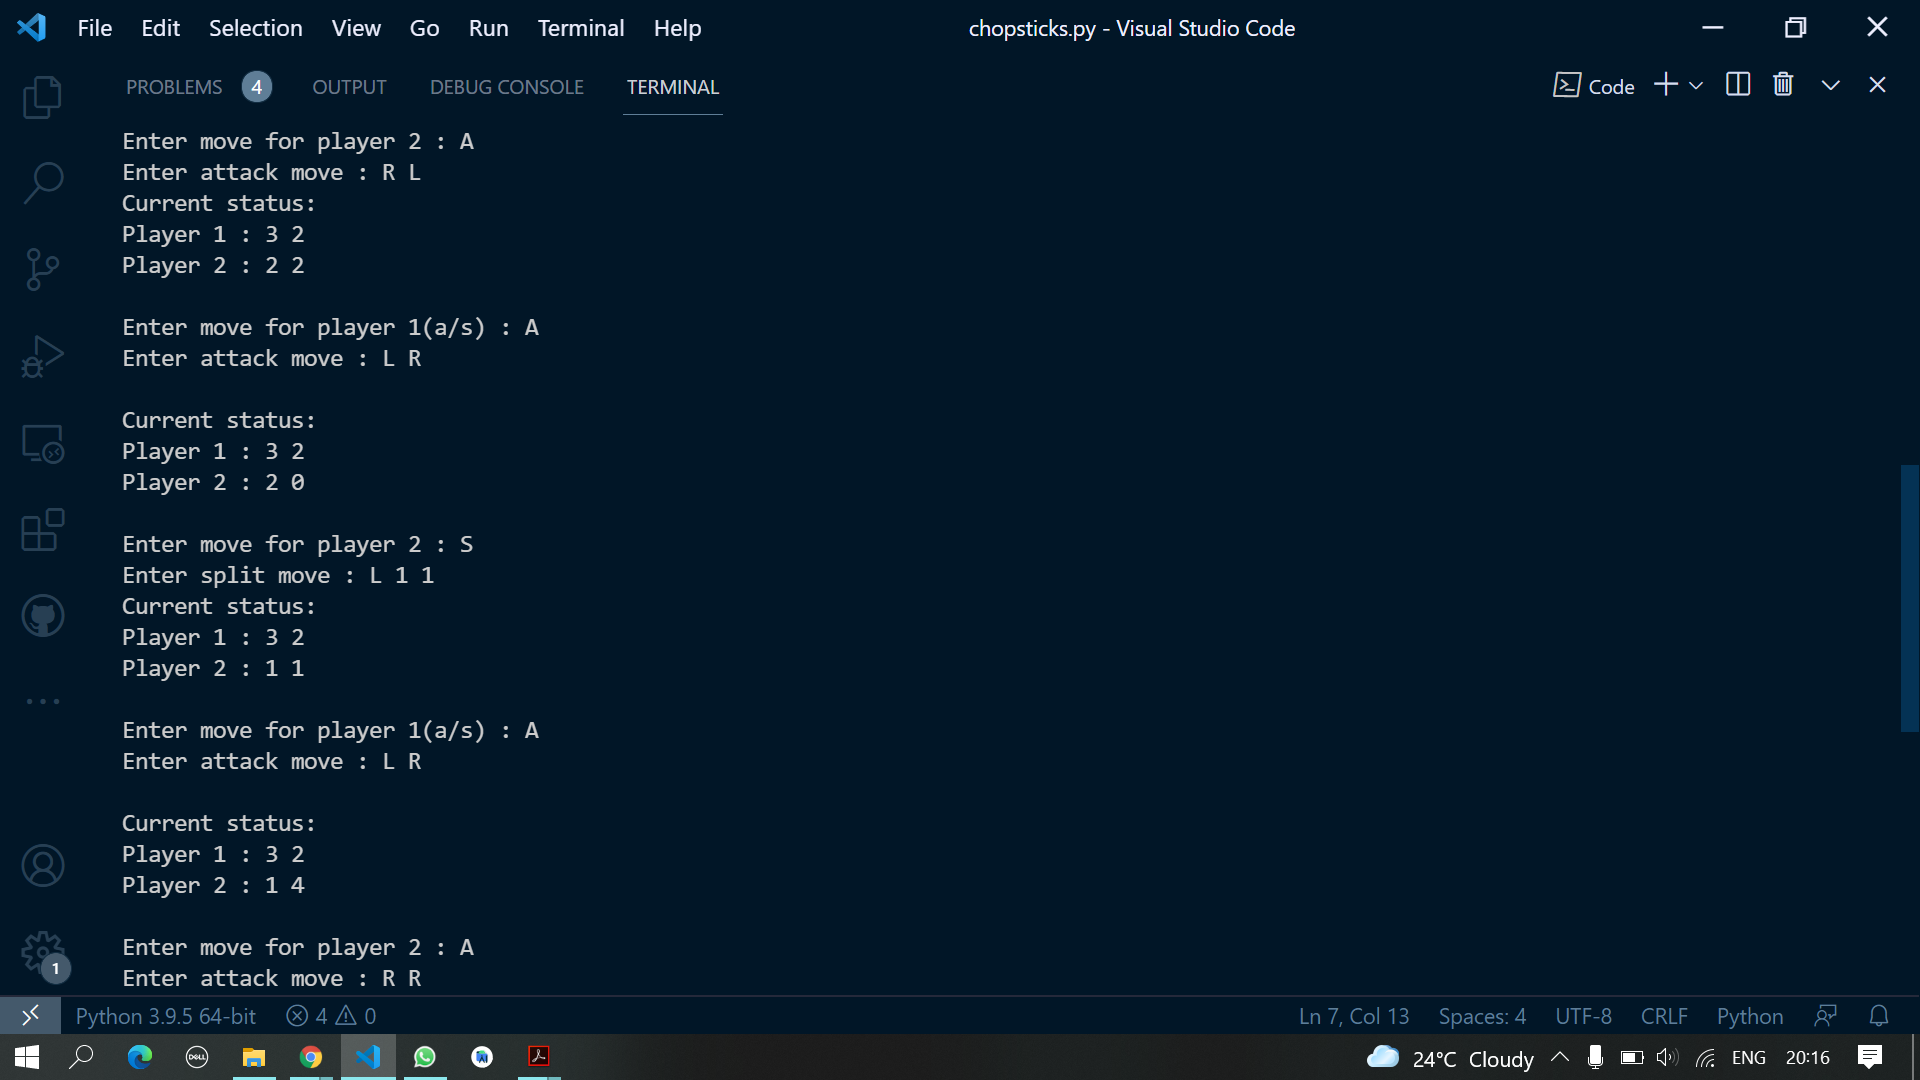 File Edit Selection View Go Run Terminal Help chopsticks.py - Visual Studio Code
PROBLEMS 4 OUTPUT DEBUG CONSOLE TERMINAL Code
Enter move for player 2 : A
Enter attack move : R L
Current status:
Player 1 : 3 2
Player 2 : 2 2
Enter move for player 1(a/s) : A
Enter attack move : L R
Current status:
Player 1 : 3 2
Player 2 : 2 0
Enter move for player 2 : S
Enter split move : L 1 1
Current status:
Player 1 : 3 2
Player 2 : 1 1
Enter move for player 1(a/s) : A
Enter attack move : L R
Current status:
Player 1 : 3 2
Player 2 : 1 4
Enter move for player 2 : A
Enter attack move : R R
1
Python 3.9.5 64-bit 4 0 Ln 7, Col 13 Spaces: 4 UTF-8 CRLF Python
DELL 24°C Cloudy ENG 20:16